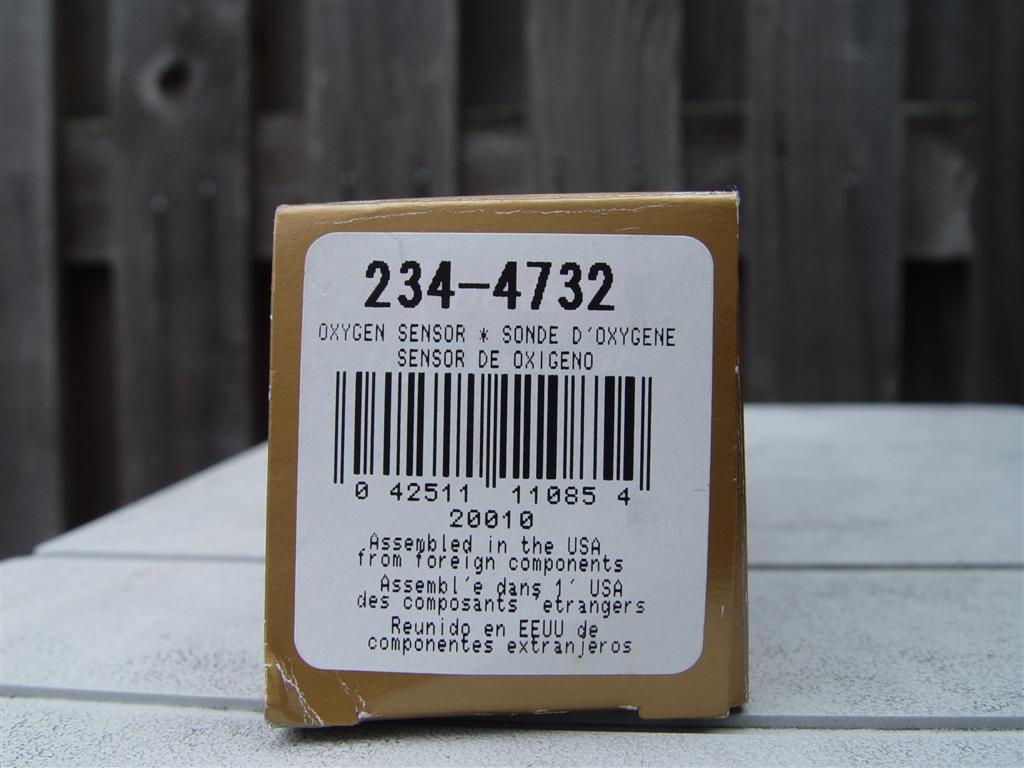 234-4732
OXYGEN SENSOR * SONDE D'OXYGENE
SENSOR DE OXIGENO
0 42511 11085 4
20010
Assembled in the USA
from foreign components
Assembl'e dans l' USA
des composants 'etrangers
Reunido en EEUU de
componentes extranjeros